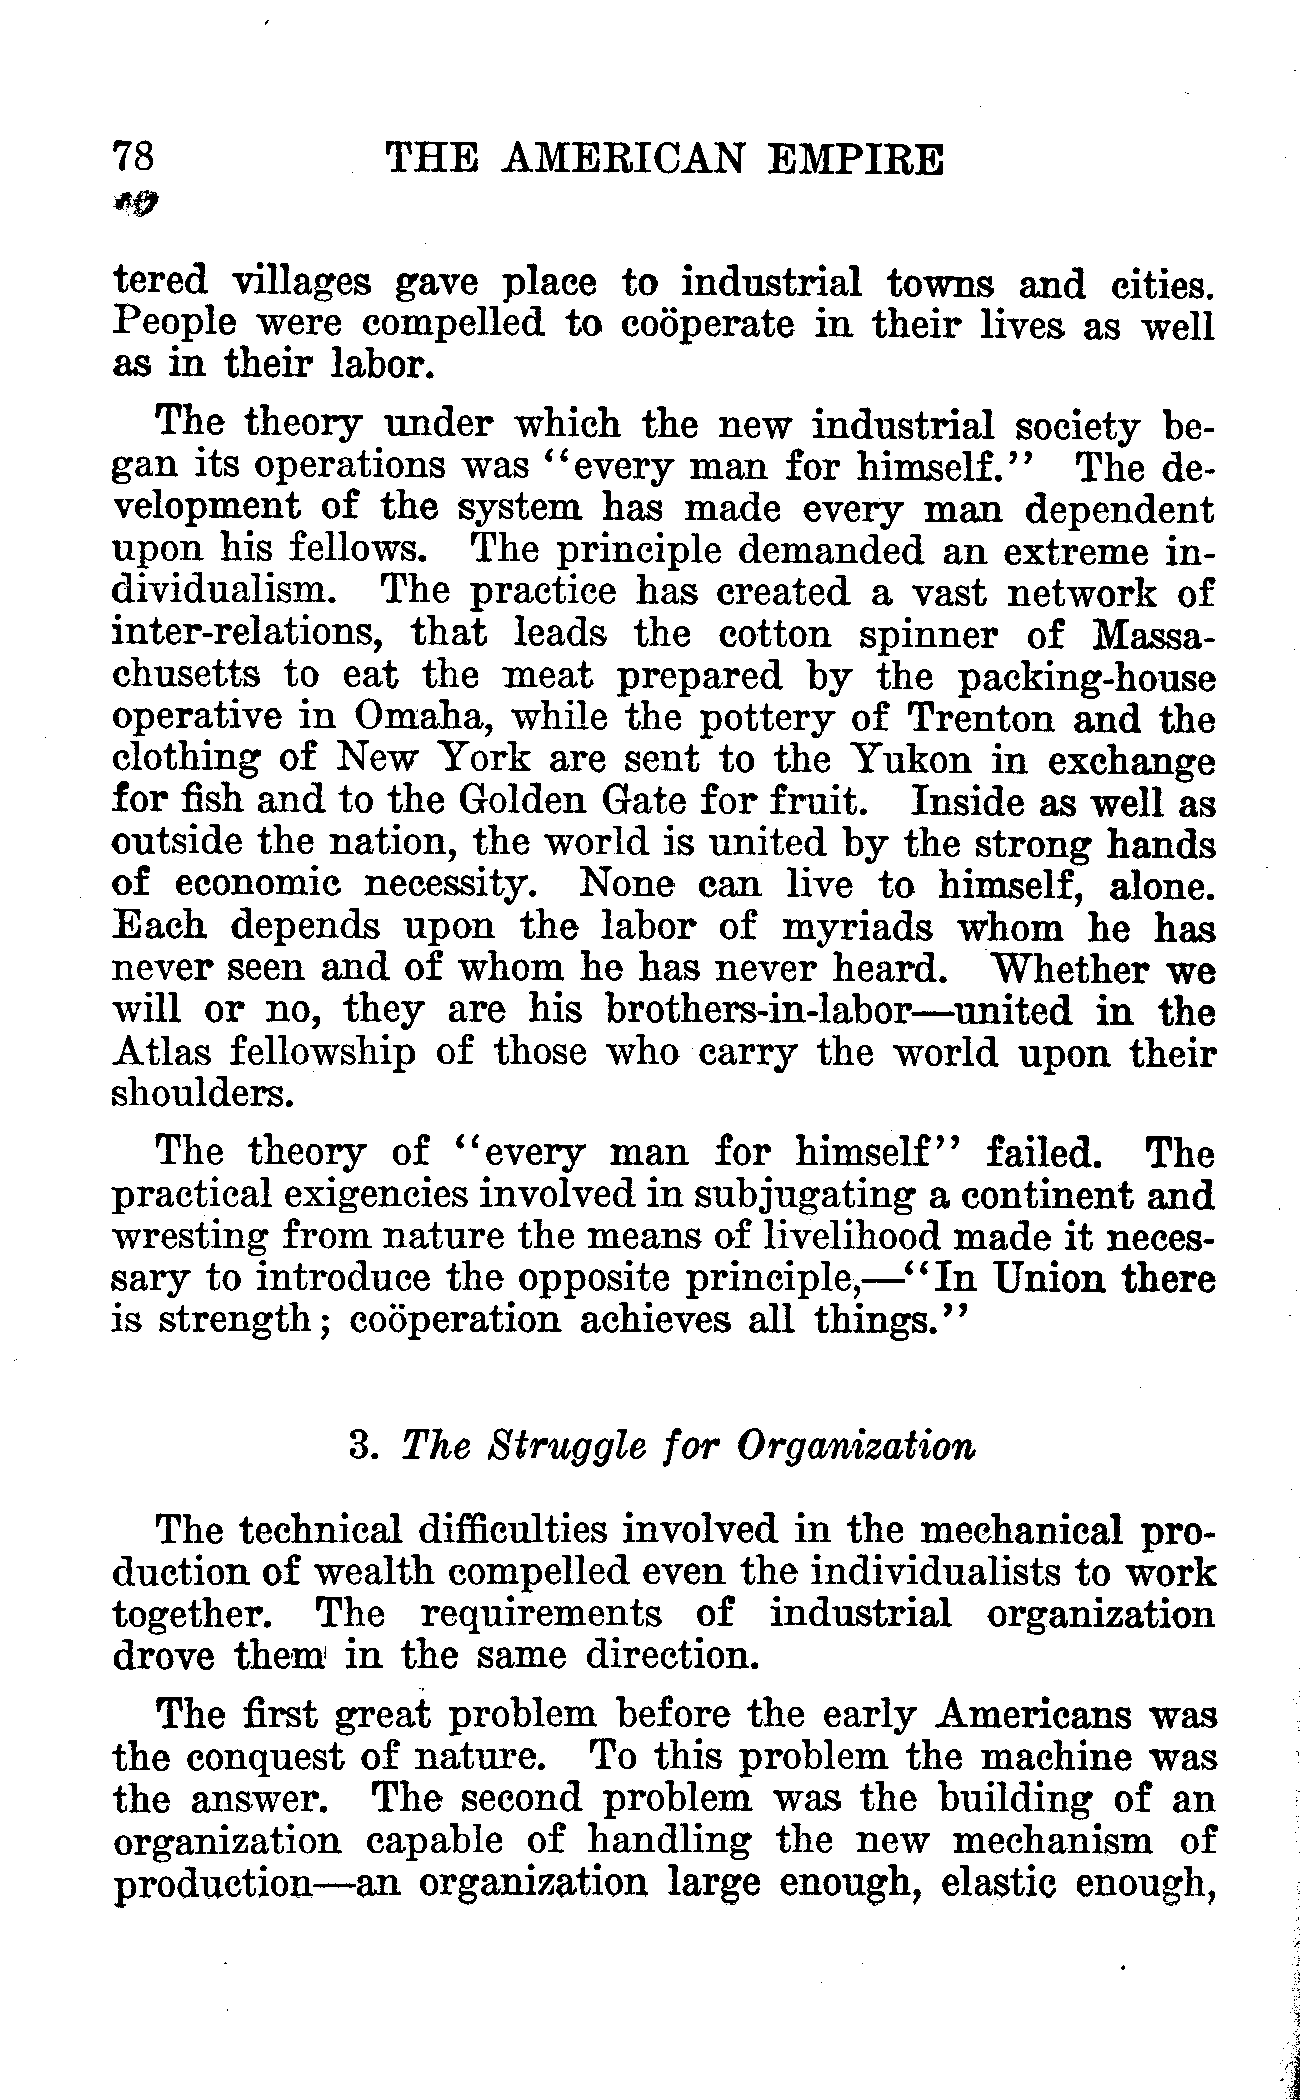 78 THE AMERICAN EMPIRE
tered villages gave place to industrial towns and cities.
People were compelled to coöperate in their lives as well
as in their labor.
The theory under which the new industrial society be-
gan its operations was "every man for himself." The de-
velopment of the system has made every man dependent
upon his fellows. The principle demanded an extreme in-
dividualism. The practice has created a vast network of
inter-relations, that leads the cotton spinner of Massa-
chusetts to eat the meat prepared by the packing-house
operative in Omaha, while the pottery of Trenton and the
clothing of New York are sent to the Yukon in exchange
for fish and to the Golden Gate for fruit. Inside as well as
outside the nation, the world is united by the strong hands
of economic necessity. None can live to himself, alone.
Each depends upon the labor of myriads whom he has
never seen and of whom he has never heard. Whether we
will or no, they are his brothers-in-labor—united in the
Atlas fellowship of those who carry the world upon their
shoulders.
The theory of "every man for himself" failed. The
practical exigencies involved in subjugating a continent and
wresting from nature the means of livelihood made it neces-
sary to introduce the opposite principle,—"In Union there
is strength; coöperation achieves all things."
3. The Struggle for Organization
The technical difficulties involved in the mechanical pro-
duction of wealth compelled even the individualists to work
together. The requirements of industrial organization
drove them in the same direction.
The first great problem before the early Americans was
the conquest of nature. To this problem the machine was
the answer. The second problem was the building of an
organization capable of handling the new mechanism of
production—an organization large enough, elastic enough,